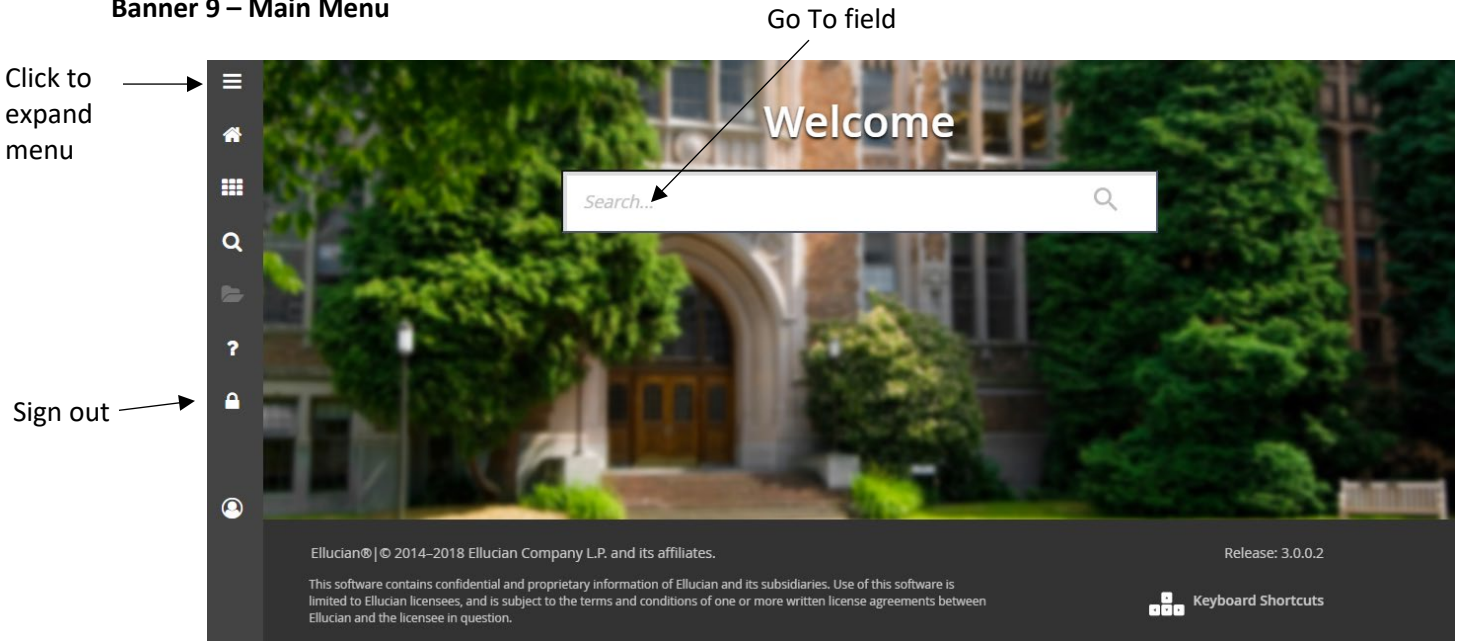 Banner 9 – Main Menu
Go To field
Click to
expand
menu
Welcome
Search...
?
Sign out
Ellucian®|© 2014–2018 Ellucian Company L.P. and its affiliates.
Release: 3.0.0.2
This software contains confidential and proprietary information of Ellucian and its subsidiaries. Use of this software is
limited to Ellucian licensees, and is subject to the terms and conditions of one or more written license agreements between
Ellucian and the licensee in question.
Keyboard Shortcuts